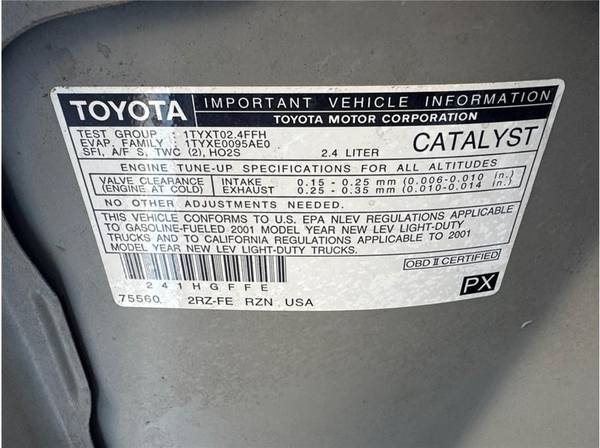 TOYOTA
IMPORTANT VEHICLE INFORMATION
TOYOTA MOTOR CORPORATION
TEST GROUP : 1TYXT02.4FFH
EVAP. FAMILY : 1TYXE0095AE0
SFI, A/F S, TWC (2), HO2S 2.4 LITER
CATALYST
ENGINE TUNE-UP SPECIFICATIONS FOR ALL ALTITUDES
VALVE CLEARANCE INTAKE 0.15 - 0.25 mm (0.006-0.010 in.)
(ENGINE AT COLD) EXHAUST 0.25 - 0.35 mm (0.010-0.014 in.)
NO OTHER ADJUSTMENTS NEEDED.
THIS VEHICLE CONFORMS TO U.S. EPA NLEV REGULATIONS APPLICABLE
TO GASOLINE-FUELED 2001 MODEL YEAR NEW LEV LIGHT-DUTY
TRUCKS AND TO CALIFORNIA REGULATIONS APPLICABLE TO 2001
MODEL YEAR NEW LEV LIGHT-DUTY TRUCKS.
OBD II CERTIFIED
241HGFFE
75560 2RZ-FE RZN USA
PX